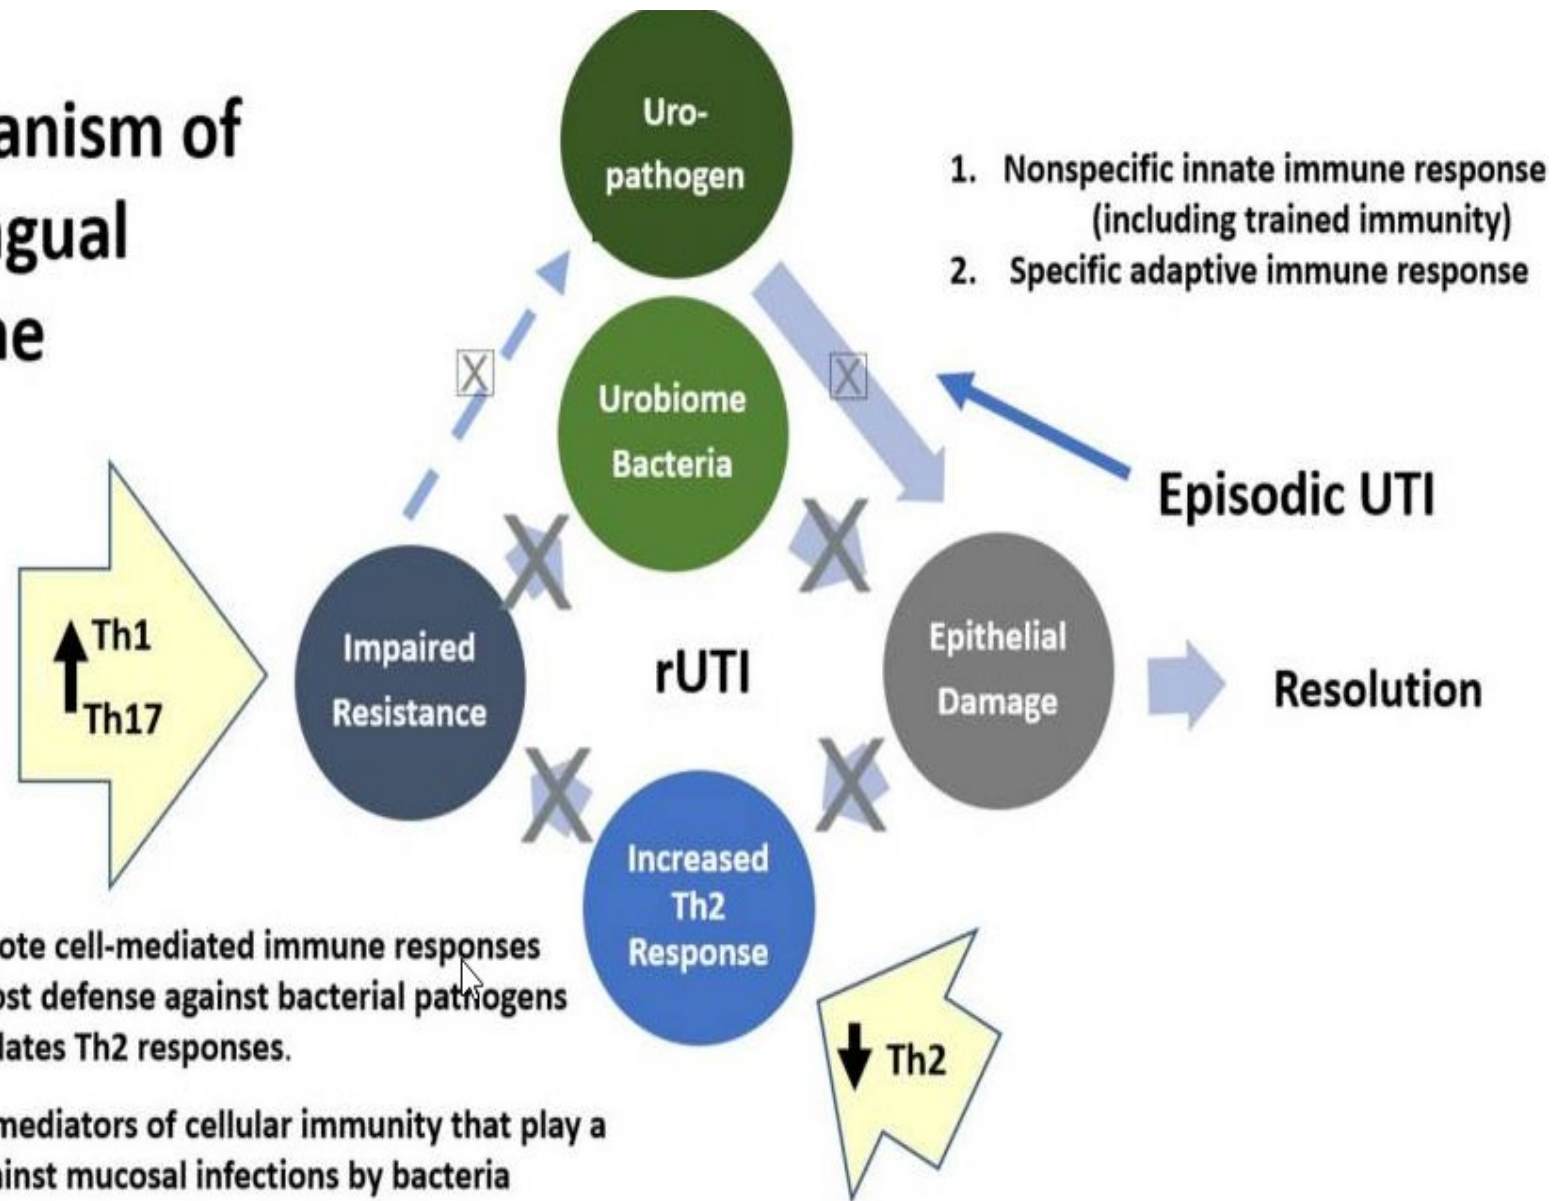 anism of
gual
ne
Uro-
pathogen
1. Nonspecific innate immune response
(including trained immunity)
2. Specific adaptive immune response
X
X
Urobiome
Bacteria
Episodic UTI
X
X
Th1
Th17
Impaired
Resistance
rUTI
Epithelial
Damage
Resolution
X
X
Increased
Th2
Response
Th2
ote cell-mediated immune responses
ost defense against bacterial pathogens
lates Th2 responses.
mediators of cellular immunity that play a
ainst mucosal infections by bacteria